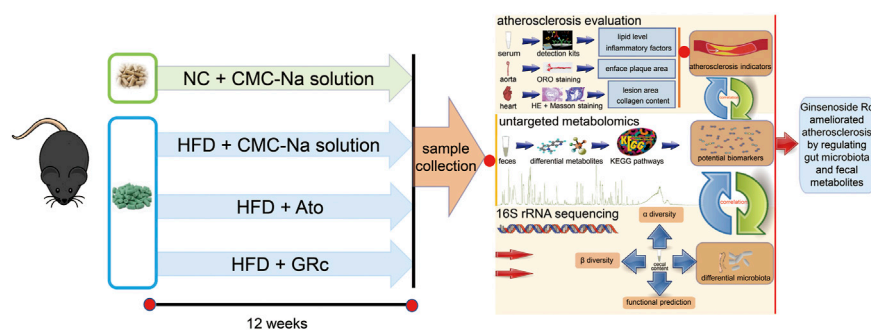 NC + CMC-Na solution
HFD + CMC-Na solution
HFD + Ato
HFD + GRc
12 weeks
sample
collection
atherosclerosis evaluation
serum
detection kits
lipid level
inflammatory factors
aorta
ORO staining
enface plaque area
heart
HE + Masson staining
lesion area
collagen content
atherosclerosis indicators
correlation
untargeted metabolomics
feces
differential metabolites
KEGG
KEGG pathways
potential biomarkers
correlation
16S rRNA sequencing
α diversity
β diversity
cecal
content
differential microbiota
functional prediction
Ginsenoside Rc
ameliorated
atherosclerosis
by regulating
gut microbiota
and fecal
metabolites